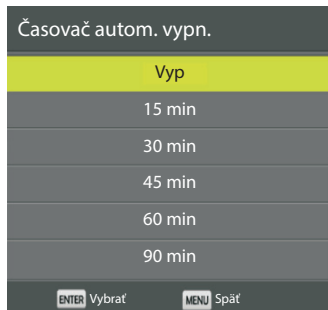 Časovač autom. vypn.
Vyp
15 min
30 min
45 min
60 min
90 min
ENTER Vybrať MENU Späť